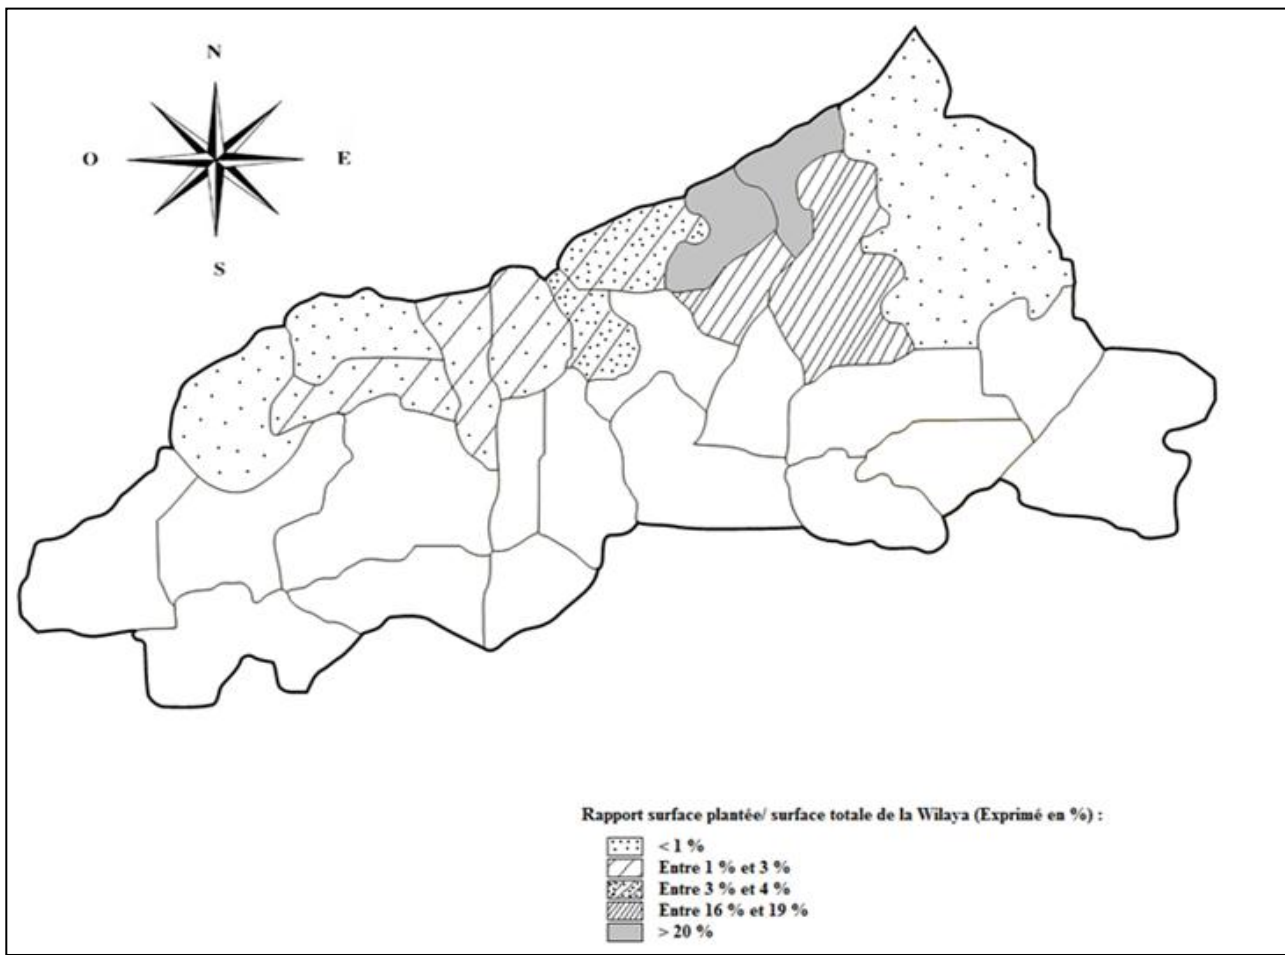 N
O
E
S
Rapport surface plantée/ surface totale de la Wilaya (Exprimé en %) :
< 1 %
Entre 1 % et 3 %
Entre 3 % et 4 %
Entre 16 % et 19 %
> 20 %